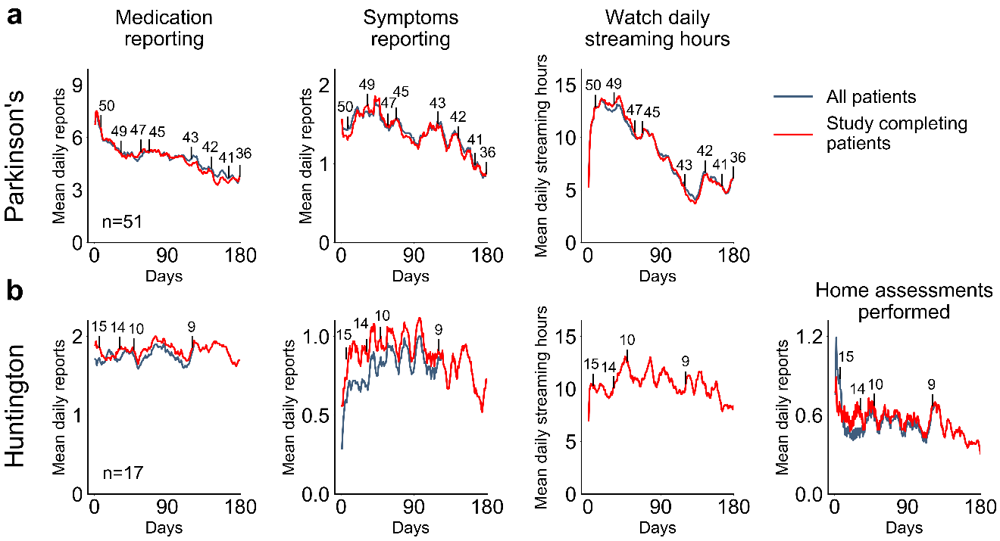 a
Medication
reporting
Symptoms
reporting
Watch daily
streaming hours
Parkinson's
Mean daily reports
9
6
3
0
50
49
47
45
43
42
41
36
n=51
0
90
180
Days
Mean daily reports
2
1
0
50
49
47
45
43
42
41
36
0
90
180
Days
Mean daily streaming hours
15
10
5
0
50
49
47
45
43
42
41
36
0
90
180
Days
All patients
Study completing
patients
b
Home assessments
performed
Huntington
Mean daily reports
2
1
0
15
14
10
9
n=17
0
90
180
Days
Mean daily reports
1.0
0.5
0.0
15
14
10
9
0
90
180
Days
Mean daily streaming hours
15
10
5
0
15
14
10
9
0
90
180
Days
Mean daily reports
1.2
0.6
0.0
15
14
10
9
0
90
180
Days